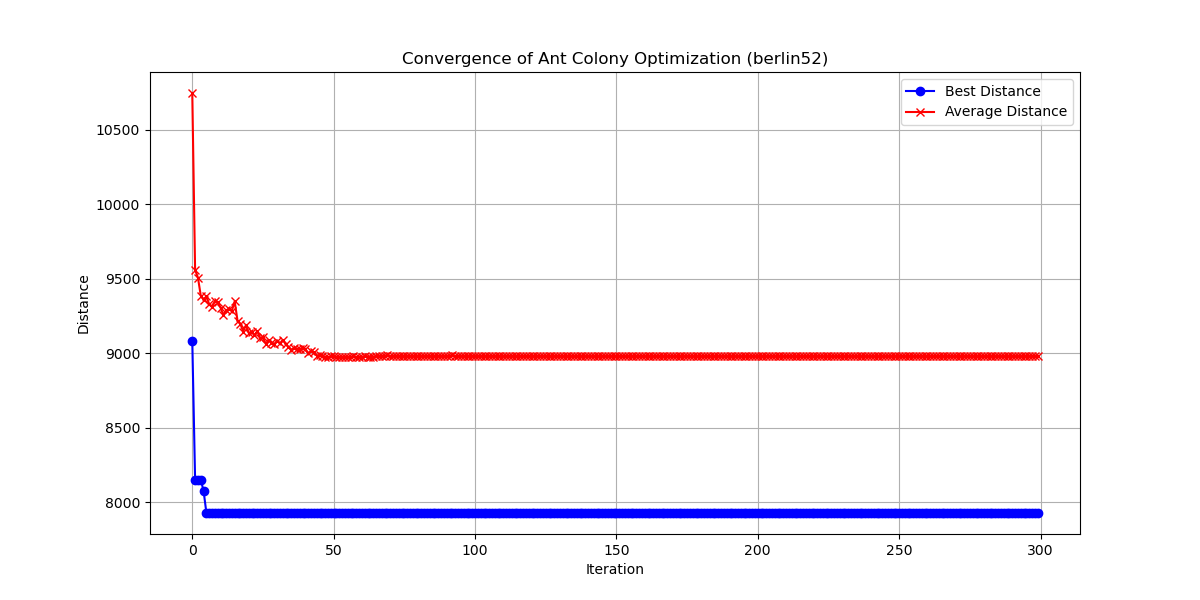 Convergence of Ant Colony Optimization (berlin52)
Best Distance
Average Distance
10500
10000
9500
9000
8500
8000
Distance
0
50
100
150
200
250
300
Iteration